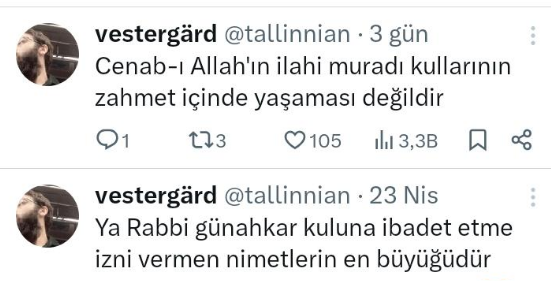 vestergärd @tallinnian · 3 gün
Cenab-ı Allah'ın ilahi muradı kullarının
zahmet içinde yaşaması değildir
1 3 105 3,3B
vestergärd @tallinnian · 23 Nis
Ya Rabbi günahkar kuluna ibadet etme
izni vermen nimetlerin en büyüğüdür